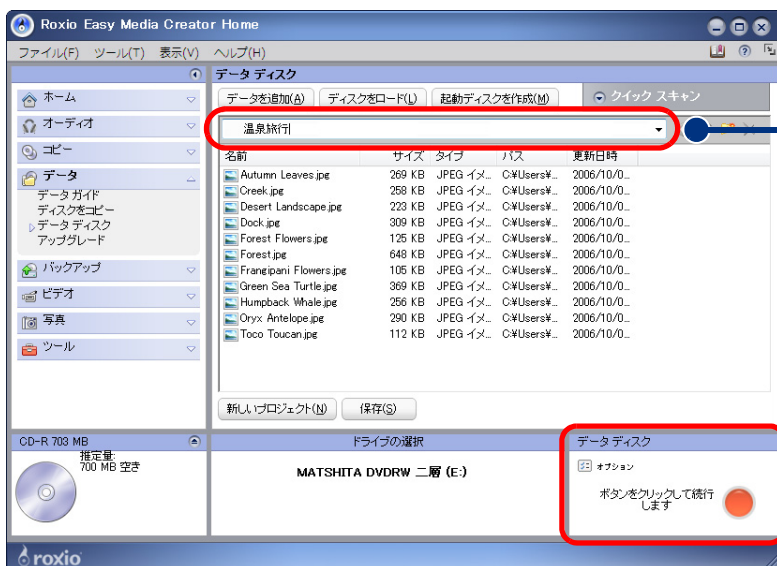 Roxio Easy Media Creator Home
ファイル(F) ツール(T) 表示(V) ヘルプ(H)
データ ディスク
データを追加(A) ディスクをロード(L) 起動ディスクを作成(M) クイック スキャン
温泉旅行
名前 サイズ タイプ パス 更新日時
Autumn Leaves.jpg 269 KB JPEG イメ... C:¥Users¥... 2006/10/0...
Creek.jpg 258 KB JPEG イメ... C:¥Users¥... 2006/10/0...
Desert Landscape.jpg 223 KB JPEG イメ... C:¥Users¥... 2006/10/0...
Dock.jpg 309 KB JPEG イメ... C:¥Users¥... 2006/10/0...
Forest Flowers.jpg 125 KB JPEG イメ... C:¥Users¥... 2006/10/0...
Forest.jpg 648 KB JPEG イメ... C:¥Users¥... 2006/10/0...
Frangipani Flowers.jpg 105 KB JPEG イメ... C:¥Users¥... 2006/10/0...
Green Sea Turtle.jpg 369 KB JPEG イメ... C:¥Users¥... 2006/10/0...
Humpback Whale.jpg 256 KB JPEG イメ... C:¥Users¥... 2006/10/0...
Oryx Antelope.jpg 290 KB JPEG イメ... C:¥Users¥... 2006/10/0...
Toco Toucan.jpg 112 KB JPEG イメ... C:¥Users¥... 2006/10/0...
ホーム
オーディオ
コピー
データ
データ ガイド
ディスクをコピー
データ ディスク
アップグレード
バックアップ
ビデオ
写真
ツール
新しいプロジェクト(N) 保存(S)
CD-R 703 MB
推定量:
700 MB 空き
ドライブの選択
MATSHITA DVDRW 二層 (E:)
データ ディスク
オプション
ボタンをクリックして続行
します
roxio